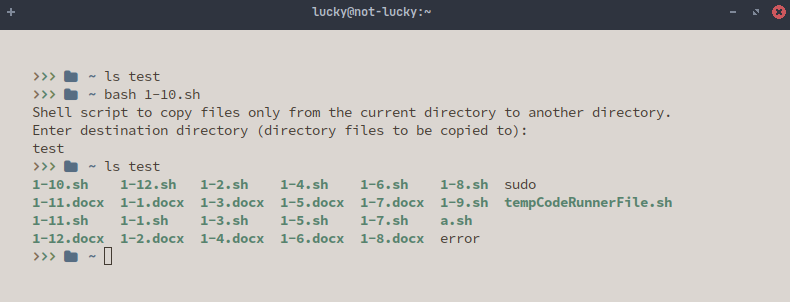 lucky@not-lucky:~
>>> ~ ls test
>>> ~ bash 1-10.sh
Shell script to copy files only from the current directory to another directory.
Enter destination directory (directory files to be copied to):
test
>>> ~ ls test
1-10.sh 1-12.sh 1-2.sh 1-4.sh 1-6.sh 1-8.sh sudo
1-11.docx 1-1.docx 1-3.docx 1-5.docx 1-7.docx 1-9.sh tempCodeRunnerFile.sh
1-11.sh 1-1.sh 1-3.sh 1-5.sh 1-7.sh a.sh
1-12.docx 1-2.docx 1-4.docx 1-6.docx 1-8.docx error
>>> ~